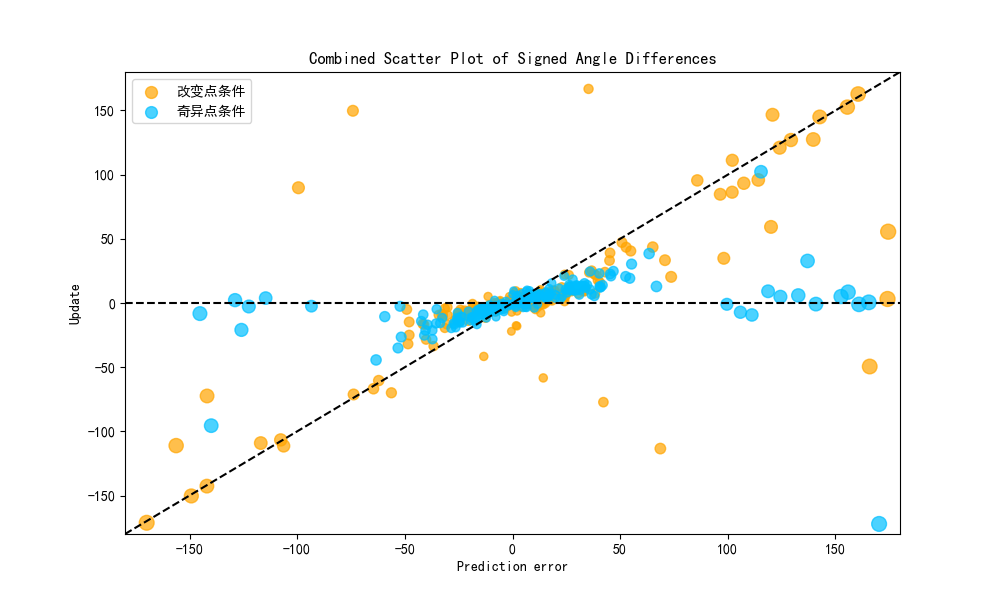 Combined Scatter Plot of Signed Angle Differences
改变点条件
奇异点条件
150
100
50
0
−50
−100
−150
Update
−150
−100
−50
0
50
100
150
Prediction error